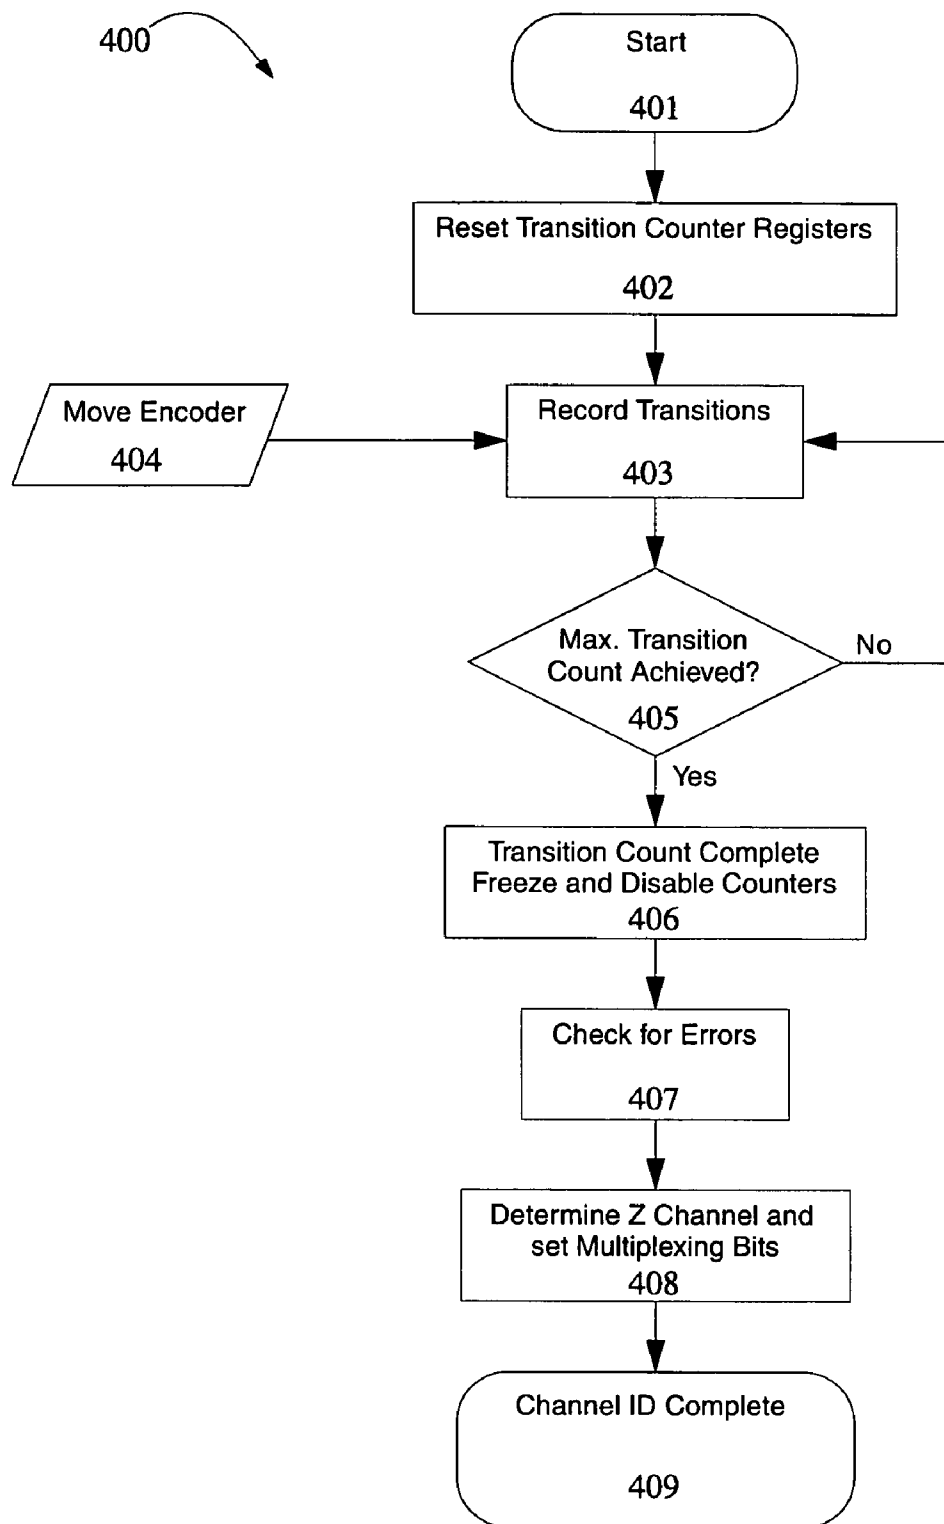 400
Start
401
Reset Transition Counter Registers
402
Move Encoder
404
Record Transitions
403
Max. Transition
Count Achieved?
405
No
Yes
Transition Count Complete
Freeze and Disable Counters
406
Check for Errors
407
Determine Z Channel and
set Multiplexing Bits
408
Channel ID Complete
409